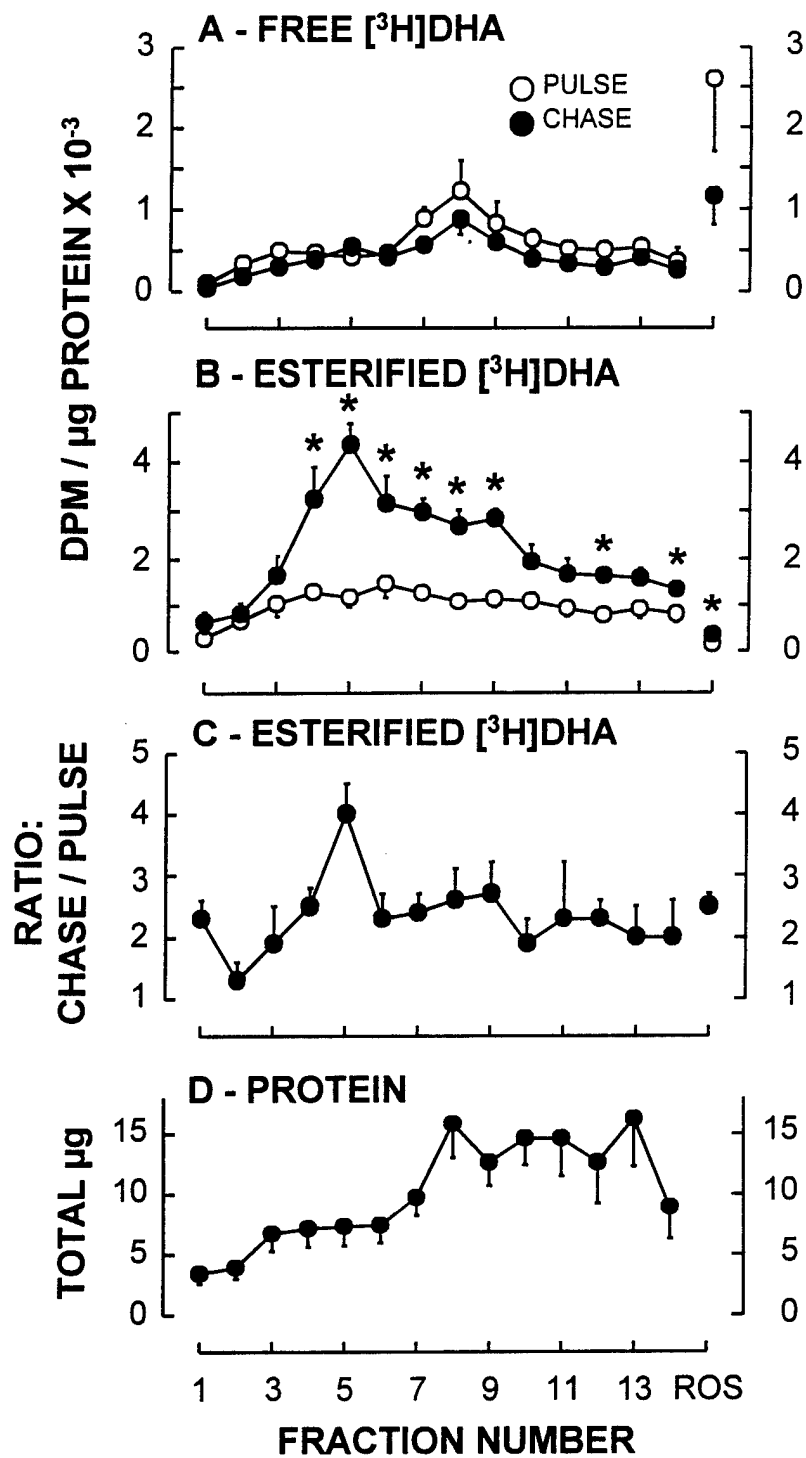 A - FREE [³H]DHA
3
2
1
0
PULSE
CHASE
3
2
1
0
DPM / µg PROTEIN X 10⁻³
B - ESTERIFIED [³H]DHA
4
2
0
* * * * * * * * *
4
2
0
C - ESTERIFIED [³H]DHA
RATIO:
CHASE / PULSE
5
4
3
2
1
5
4
3
2
1
D - PROTEIN
TOTAL µg
15
10
5
0
15
10
5
0
1 3 5 7 9 11 13 ROS
FRACTION NUMBER